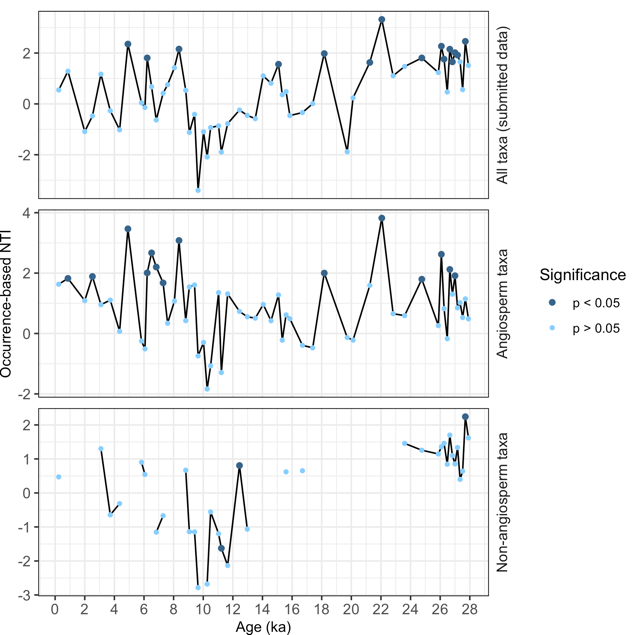 2
0
-2
All taxa (submitted data)
4
2
0
-2
Angiosperm taxa
Occurrence-based NTI
2
1
0
-1
-2
-3
Non-angiosperm taxa
0 2 4 6 8 10 12 14 16 18 20 22 24 26 28
Age (ka)
Significance
p < 0.05
p > 0.05